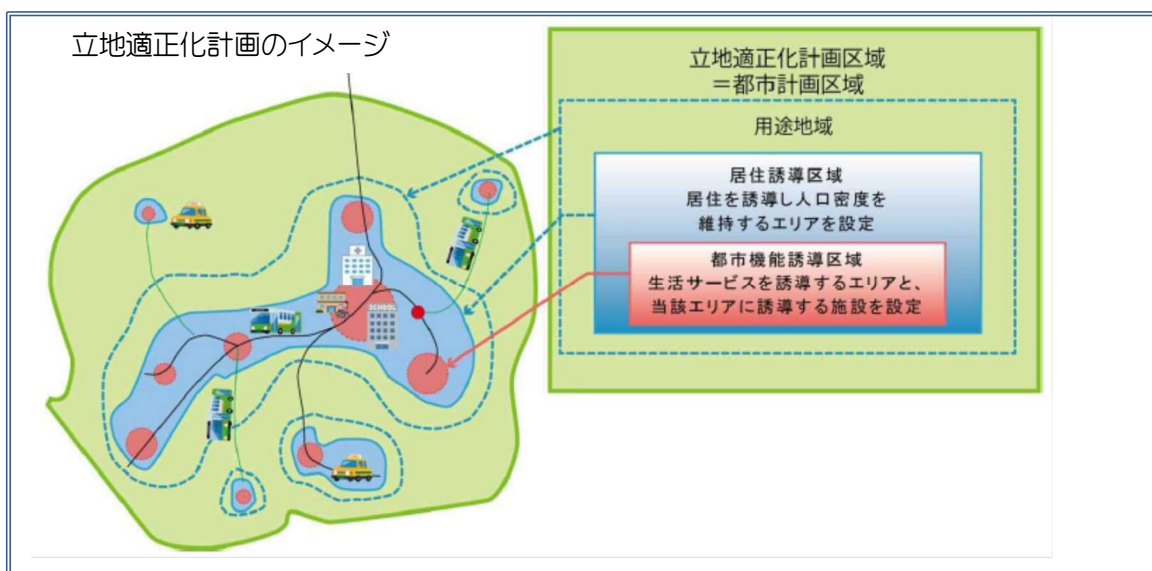 立地適正化計画のイメージ
立地適正化計画区域
＝都市計画区域
用途地域
居住誘導区域
居住を誘導し人口密度を
維持するエリアを設定
都市機能誘導区域
生活サービスを誘導するエリアと、
当該エリアに誘導する施設を設定
SCHOOL